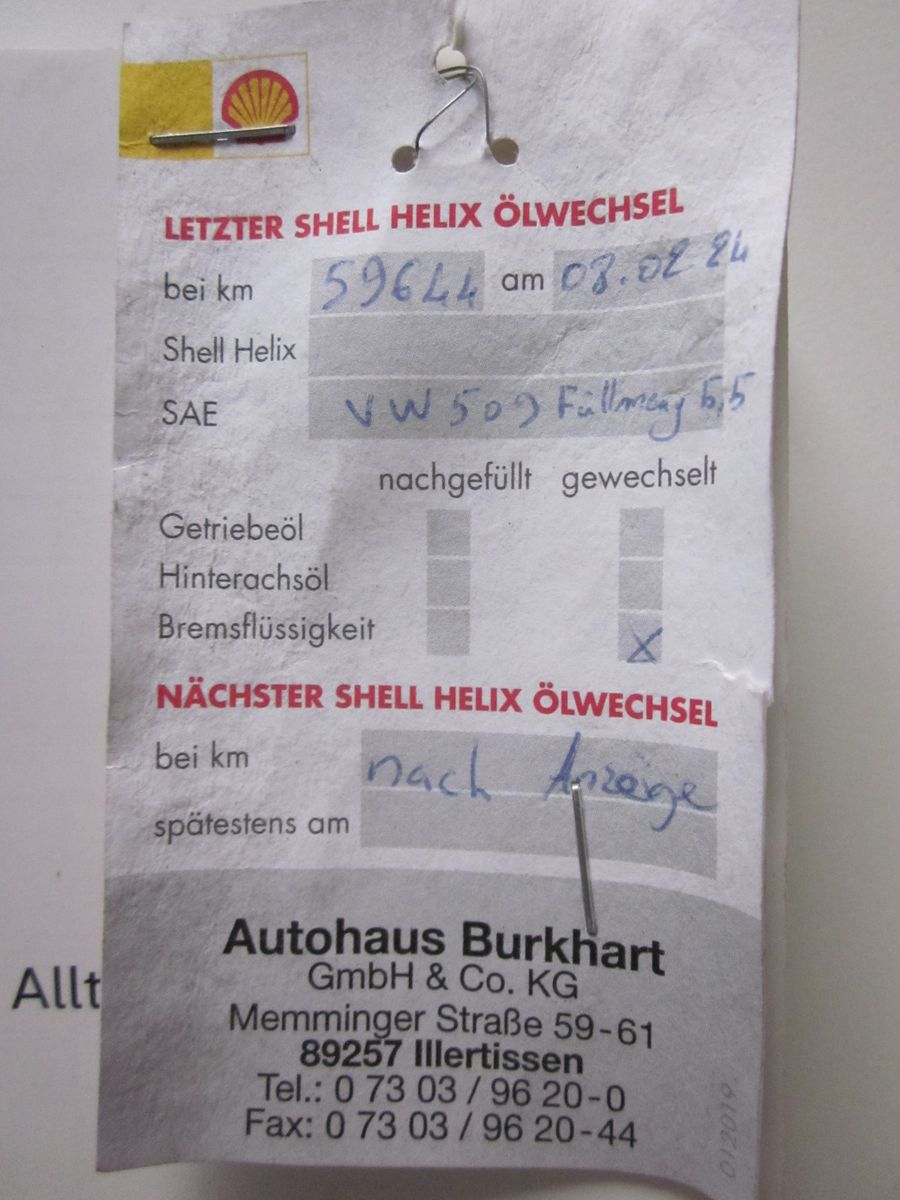 LETZTER SHELL HELIX ÖLWECHSEL
bei km 59644 am 08.02 24
Shell Helix
SAE VW 509 Füllmeng 5,5
nachgefüllt gewechselt
Getriebeöl
Hinterachsöl
Bremsflüssigkeit X
NÄCHSTER SHELL HELIX ÖLWECHSEL
bei km nach Anzeige
spätestens am
Autohaus Burkhart
GmbH & Co. KG
Memminger Straße 59-61
89257 Illertissen
Tel.: 0 73 03 / 96 20-0
Fax: 0 73 03 / 96 20-44
012019
Allt